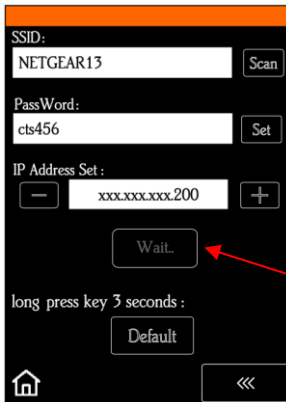 SSID:
NETGEAR13 Scan
PassWord:
cts456 Set
IP Address Set :
— xxx.xxx.xxx.200 +
Wait..
long press key 3 seconds :
Default
<<<